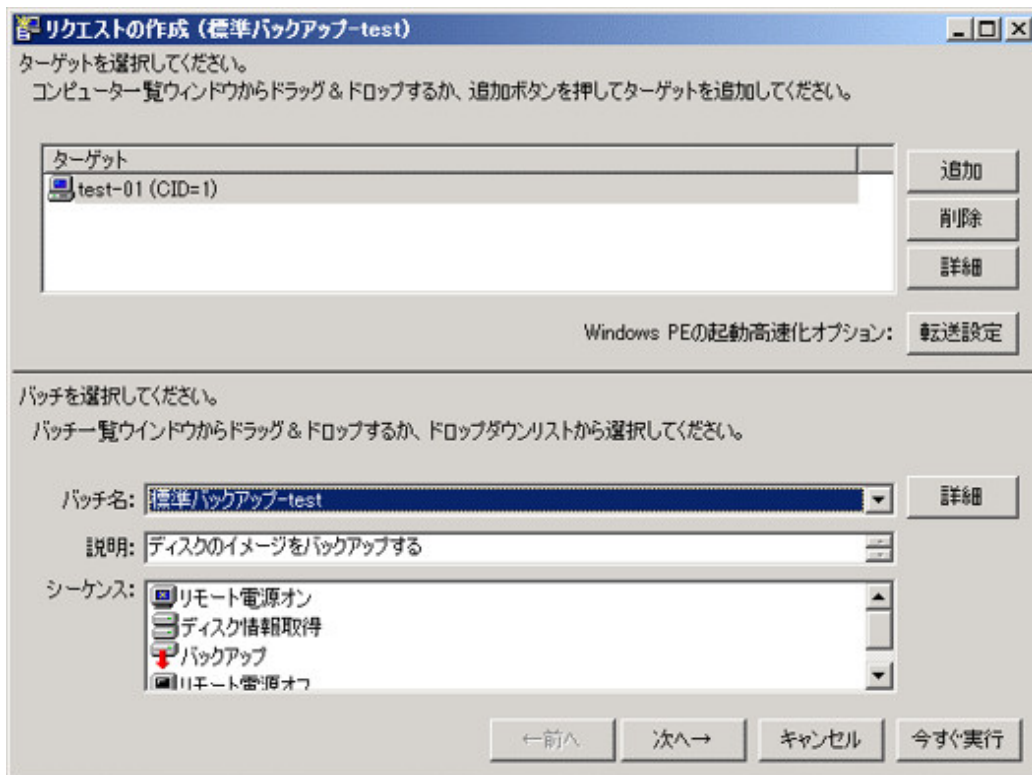 リクエストの作成（標準バックアップ-test）
ターゲットを選択してください。
コンピューター覧ウィンドウからドラッグ＆ドロップするか、追加ボタンを押してターゲットを追加してください。
ターゲット
test-01 (CID=1)
追加
削除
詳細
Windows PEの起動高速化オプション:
転送設定
バッチを選択してください。
バッチ一覧ウインドウからドラッグ＆ドロップするか、ドロップダウンリストから選択してください。
バッチ名: 標準バックアップ-test
詳細
説明: ディスクのイメージをバックアップする
シーケンス: リモート電源オン
ディスク情報取得
バックアップ
リモート電源オフ
←前へ
次へ→
キャンセル
今すぐ実行